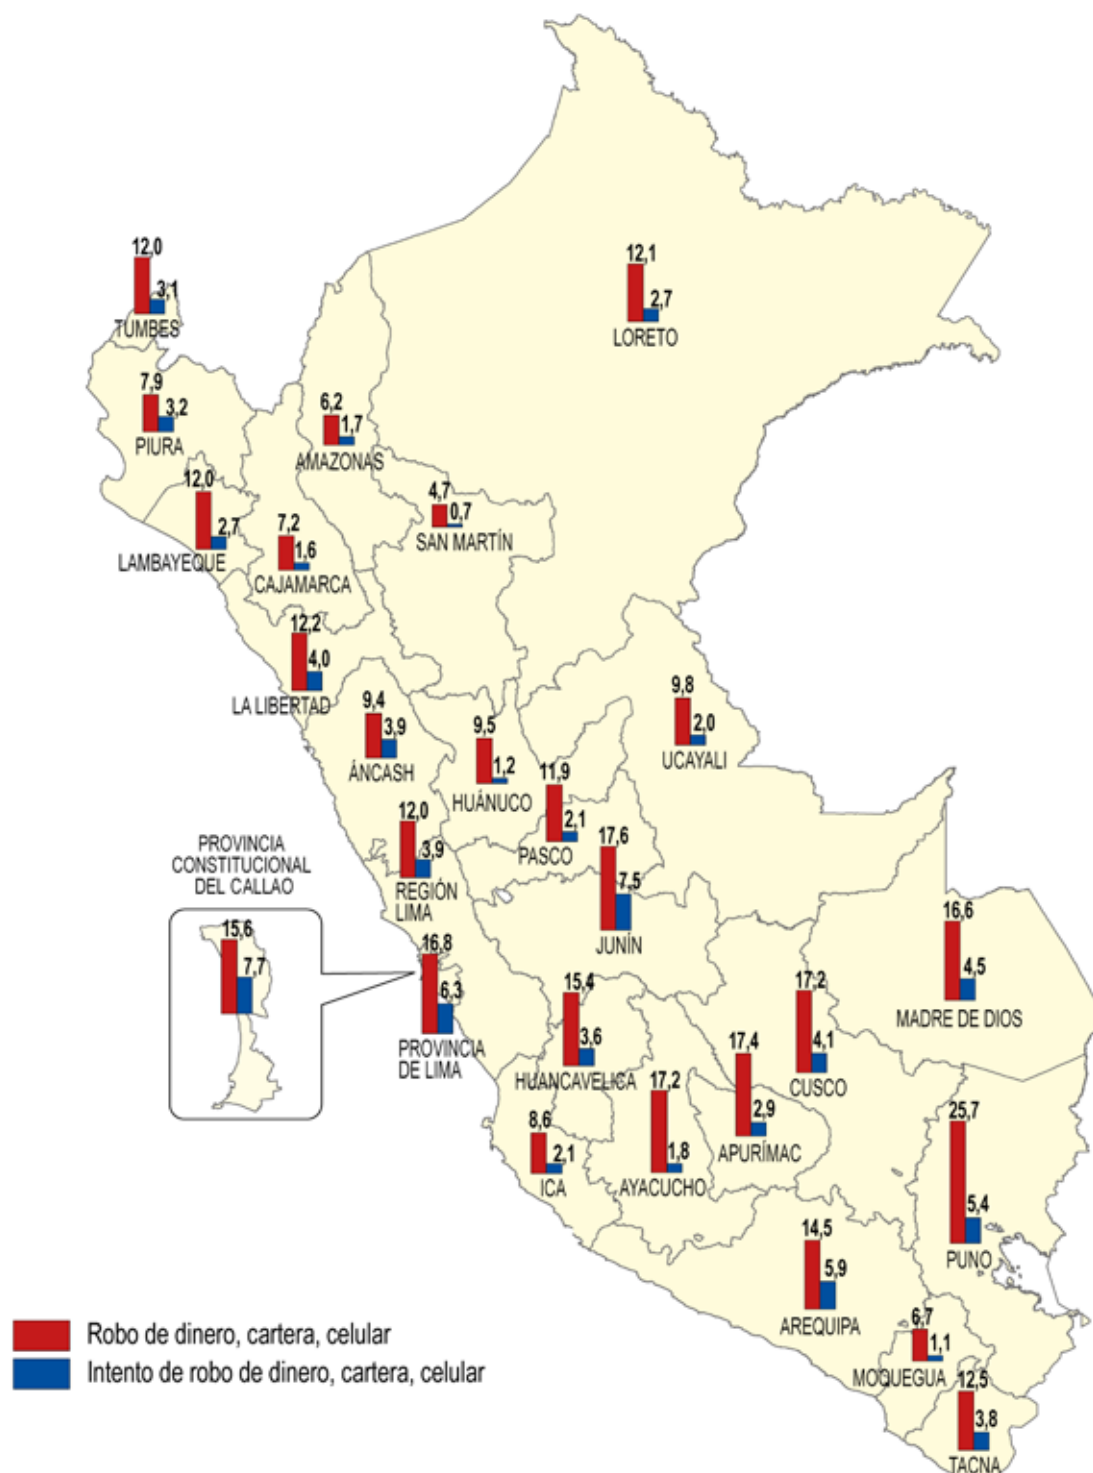 12,0
3,1
TUMBES
12,1
2,7
LORETO
7,9
3,2
PIURA
6,2
1,7
AMAZONAS
12,0
2,7
LAMBAYEQUE
4,7
0,7
SAN MARTÍN
7,2
1,6
CAJAMARCA
12,2
4,0
LA LIBERTAD
9,4
3,9
ÁNCASH
9,5
1,2
HUÁNUCO
9,8
2,0
UCAYALI
11,9
2,1
PASCO
12,0
3,9
REGIÓN
LIMA
17,6
7,5
JUNÍN
PROVINCIA
CONSTITUCIONAL
DEL CALLAO
15,6
7,7
16,8
6,3
PROVINCIA
DE LIMA
16,6
4,5
MADRE DE DIOS
15,4
3,6
HUANCAVELICA
17,2
4,1
CUSCO
17,4
2,9
APURÍMAC
17,2
1,8
AYACUCHO
8,6
2,1
ICA
25,7
5,4
PUNO
14,5
5,9
AREQUIPA
6,7
1,1
MOQUEGUA
12,5
3,8
TACNA
Robo de dinero, cartera, celular
Intento de robo de dinero, cartera, celular